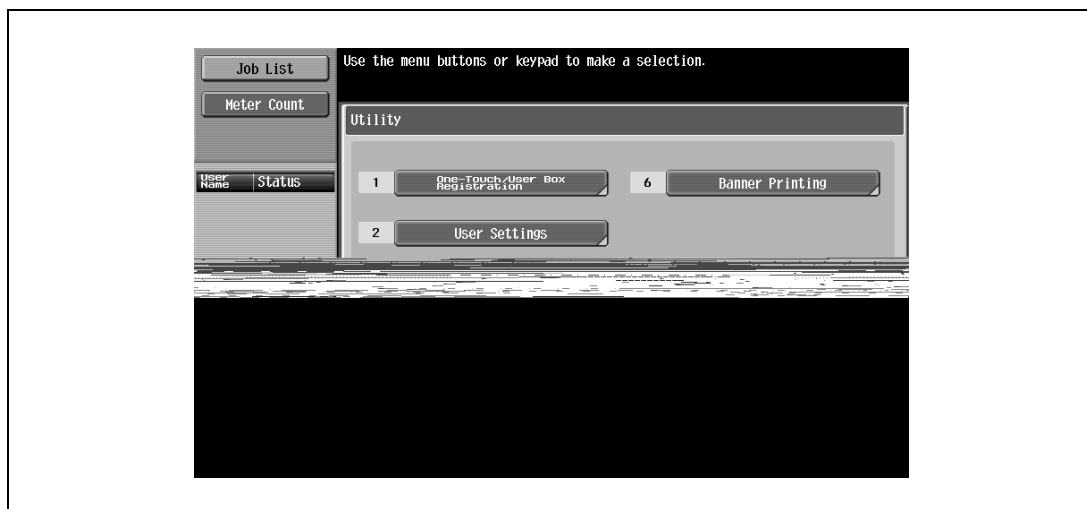 Job List
Use the menu buttons or keypad to make a selection.
Meter Count
Utility
User Name
Status
1
One-Touch/User Box
Registration
6
Banner Printing
2
User Settings